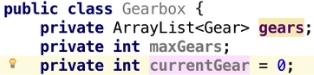 public class Gearbox {
private ArrayList<Gear> gears;
private int maxGears;
private int currentGear = 0;